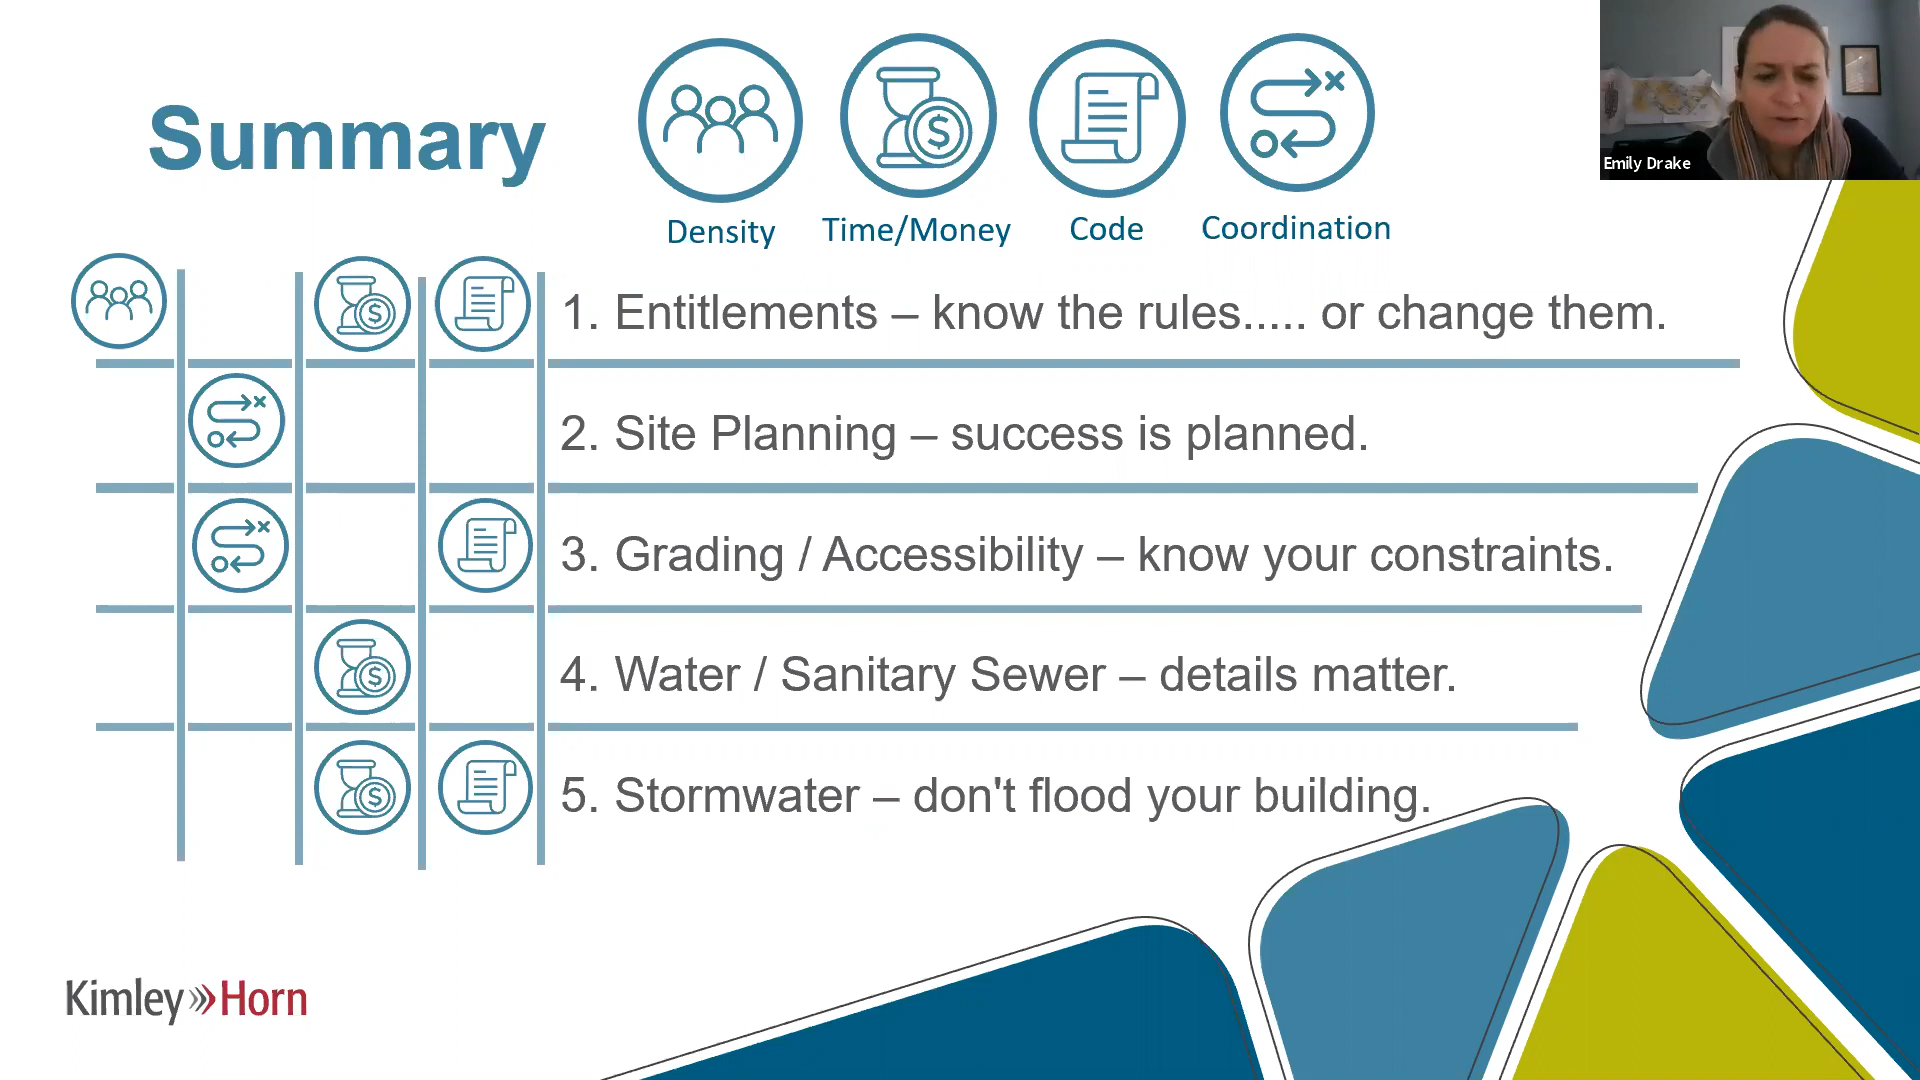 Summary
Density
Time/Money
Code
Coordination
Emily Drake
1. Entitlements – know the rules..... or change them.
2. Site Planning – success is planned.
3. Grading / Accessibility – know your constraints.
4. Water / Sanitary Sewer – details matter.
5. Stormwater – don't flood your building.
Kimley»Horn